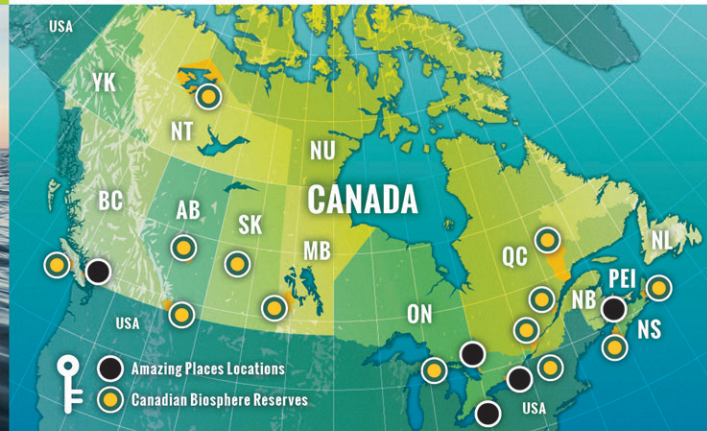 USA
YK
NT
NU
CANADA
BC
AB
SK
MB
ON
QC
NL
PEI
NB
NS
USA
USA
Amazing Places Locations
Canadian Biosphere Reserves